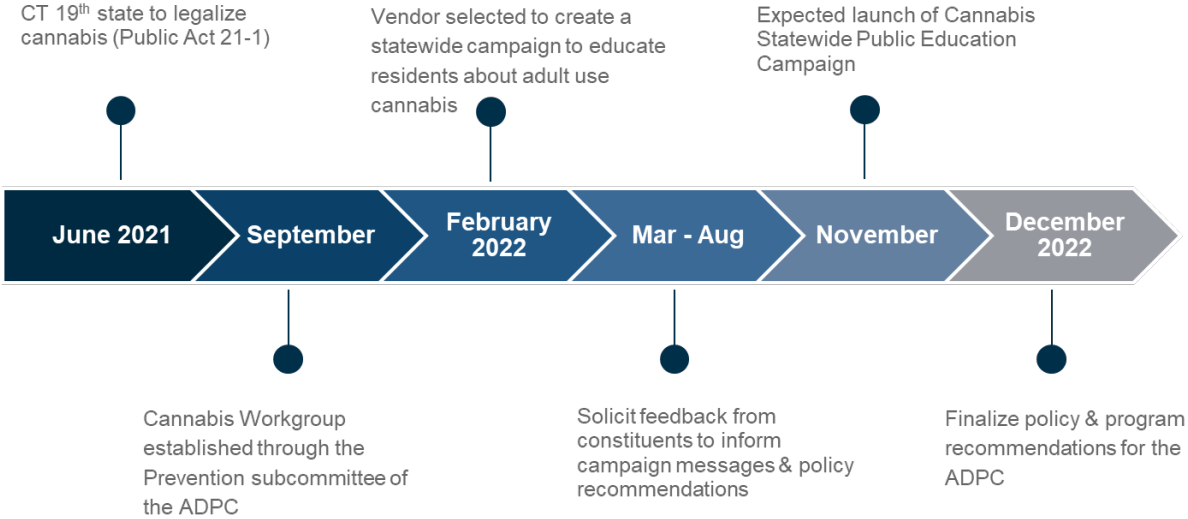 CT 19th state to legalize
cannabis (Public Act 21-1)
Vendor selected to create a
statewide campaign to educate
residents about adult use
cannabis
Expected launch of Cannabis
Statewide Public Education
Campaign
June 2021
September
February
2022
Mar - Aug
November
December
2022
Cannabis Workgroup
established through the
Prevention subcommittee of
the ADPC
Solicit feedback from
constituents to inform
campaign messages & policy
recommendations
Finalize policy & program
recommendations for the
ADPC